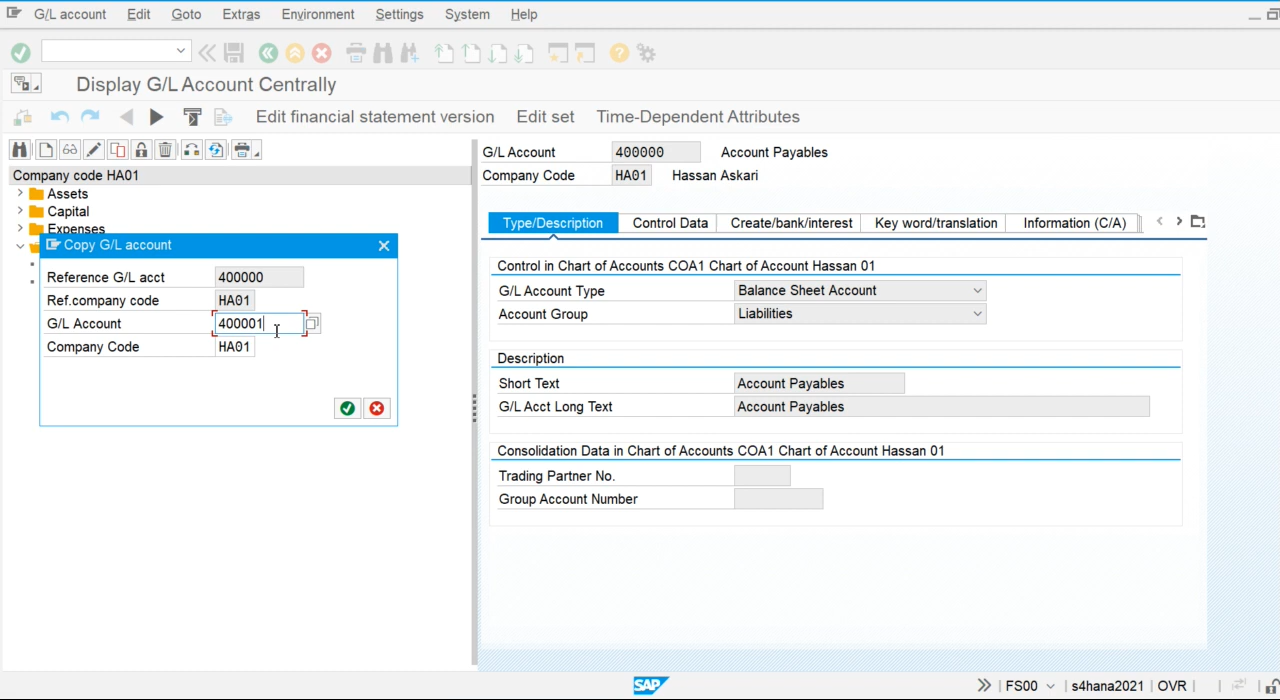 G/L account Edit Goto Extras Environment Settings System Help
Display G/L Account Centrally
Edit financial statement version Edit set Time-Dependent Attributes
Company code HA01
Assets
Capital
Expenses
Copy G/L account
Reference G/L acct 400000
Ref.company code HA01
G/L Account 400001
Company Code HA01
G/L Account 400000 Account Payables
Company Code HA01 Hassan Askari
Type/Description Control Data Create/bank/interest Key word/translation Information (C/A)
Control in Chart of Accounts COA1 Chart of Account Hassan 01
G/L Account Type Balance Sheet Account
Account Group Liabilities
Description
Short Text Account Payables
G/L Acct Long Text Account Payables
Consolidation Data in Chart of Accounts COA1 Chart of Account Hassan 01
Trading Partner No.
Group Account Number
SAP FS00 s4hana2021 OVR